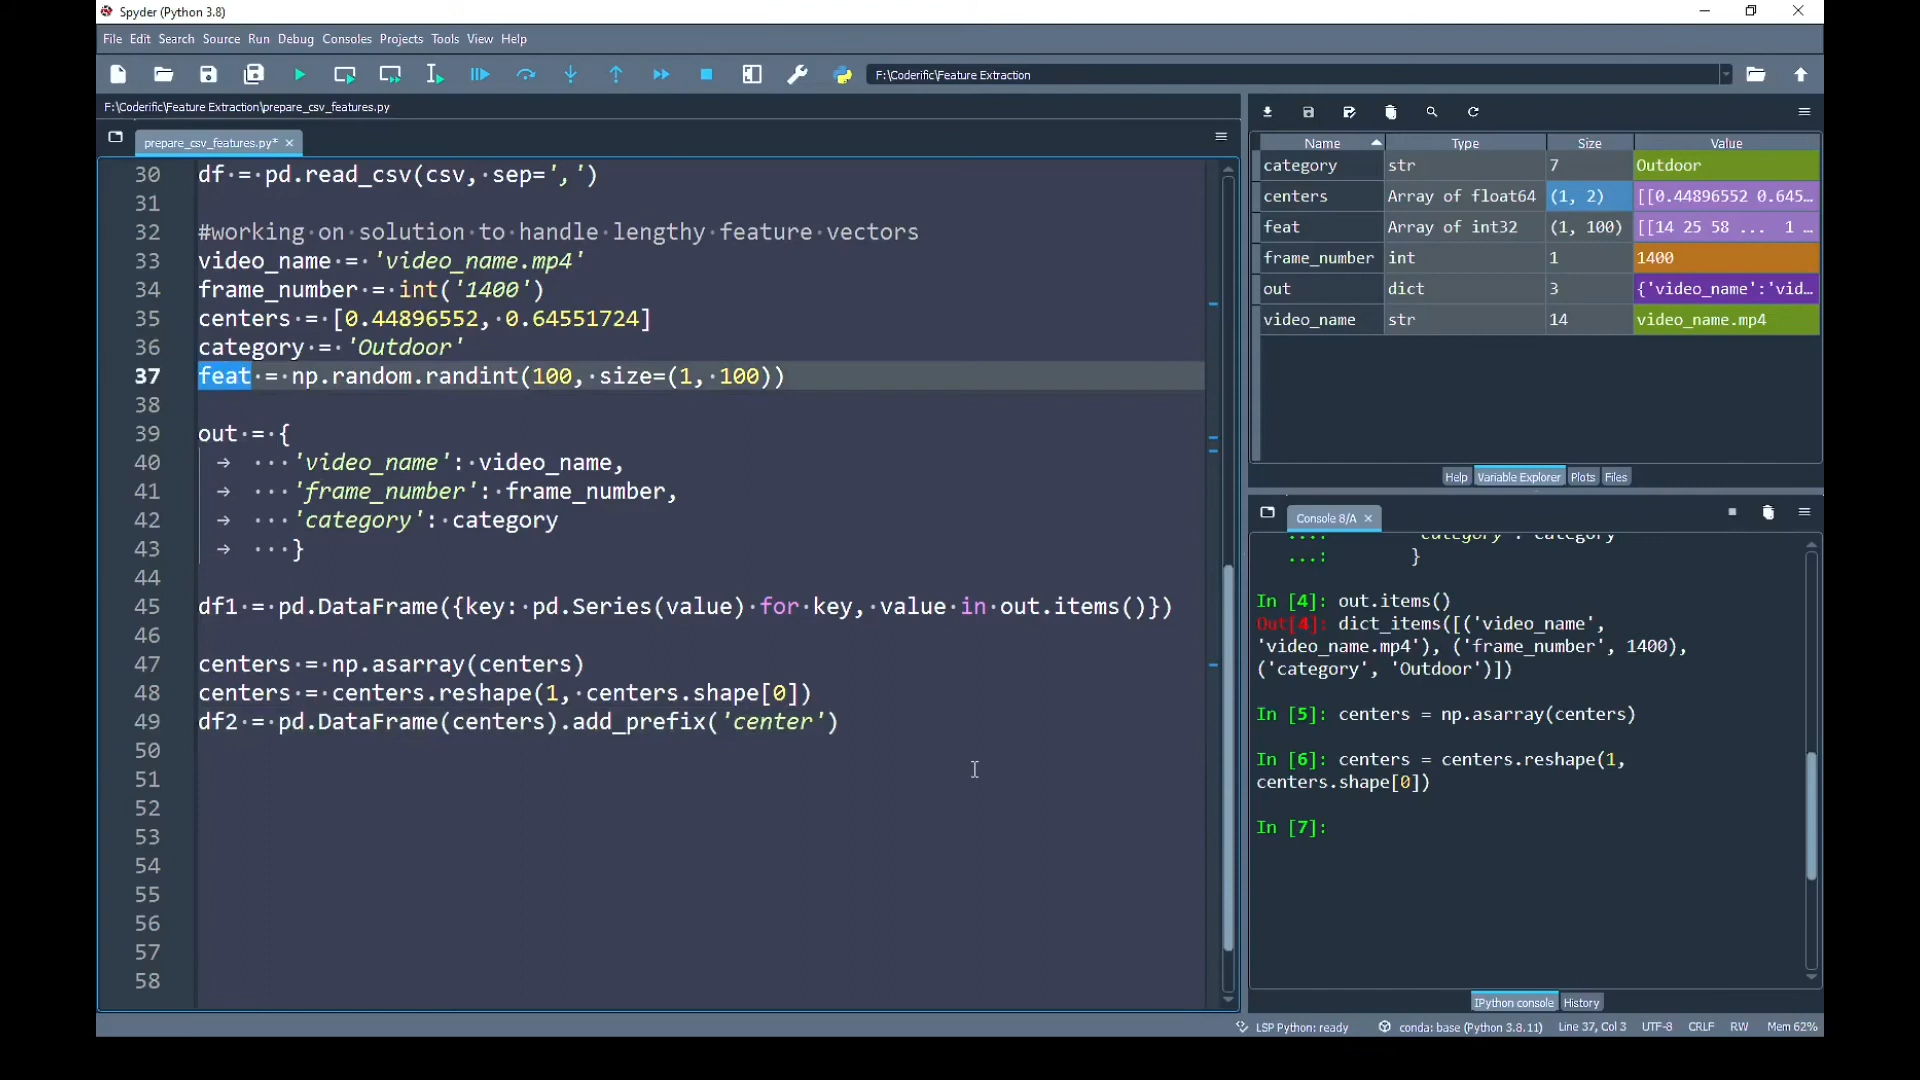 Spyder (Python 3.8)
File Edit Search Source Run Debug Consoles Projects Tools View Help
F:\Coderific\Feature Extraction
F:\Coderific\Feature Extraction\prepare_csv_features.py
prepare_csv_features.py*
30 df = pd.read_csv(csv, sep=',')
31
32 #working on solution to handle lengthy feature vectors
33 video_name = 'video_name.mp4'
34 frame_number = int('1400')
35 centers = [0.44896552, 0.64551724]
36 category = 'Outdoor'
37 feat = np.random.randint(100, size=(1, 100))
38
39 out = {
40 'video_name': video_name,
41 'frame_number': frame_number,
42 'category': category
43 }
44
45 df1 = pd.DataFrame({key: pd.Series(value) for key, value in out.items()})
46
47 centers = np.asarray(centers)
48 centers = centers.reshape(1, centers.shape[0])
49 df2 = pd.DataFrame(centers).add_prefix('center')
50
51
52
53
54
55
56
57
58
Name Type Size Value
category str 7 Outdoor
centers Array of float64 (1, 2) [[0.44896552 0.645…
feat Array of int32 (1, 100) [[14 25 58 ... 1 …
frame_number int 1 1400
out dict 3 {'video_name':'vid…
video_name str 14 video_name.mp4
Help Variable Explorer Plots Files
Console 8/A
...: 'category': category
...: }
In [4]: out.items()
Out[4]: dict_items([('video_name',
'video_name.mp4'), ('frame_number', 1400),
('category', 'Outdoor')])
In [5]: centers = np.asarray(centers)
In [6]: centers = centers.reshape(1,
centers.shape[0])
In [7]:
IPython console History
LSP Python: ready conda: base (Python 3.8.11) Line 37, Col 3 UTF-8 CRLF RW Mem 62%